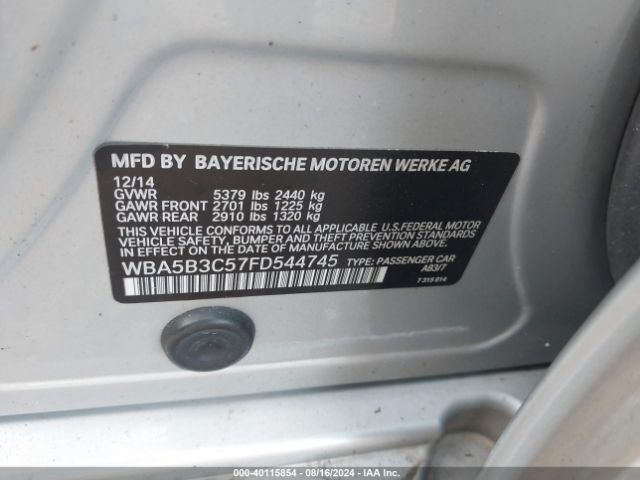 MFD BY BAYERISCHE MOTOREN WERKE AG
12/14
GVWR 5379 lbs 2440 kg
GAWR FRONT 2701 lbs 1225 kg
GAWR REAR 2910 lbs 1320 kg
THIS VEHICLE CONFORMS TO ALL APPLICABLE U.S.FEDERAL MOTOR
VEHICLE SAFETY, BUMPER AND THEFT PREVENTION STANDARDS
IN EFFECT ON THE DATE OF MANUFACTURE SHOWN ABOVE.
WBA5B3C57FD544745 TYPE: PASSENGER CAR
A83/7
7 315 014
000-40115854 | 08/16/2024 | IAA Inc.